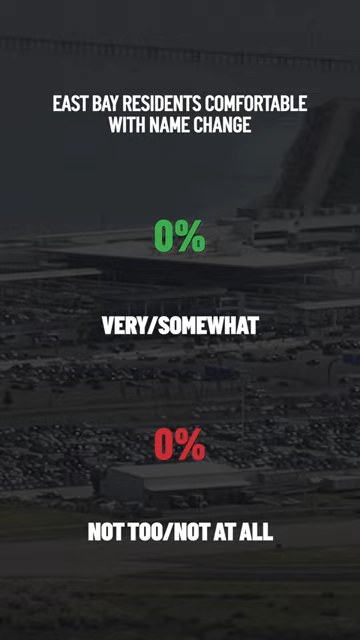 EAST BAY RESIDENTS COMFORTABLE
WITH NAME CHANGE
0%
VERY/SOMEWHAT
0%
NOT TOO/NOT AT ALL